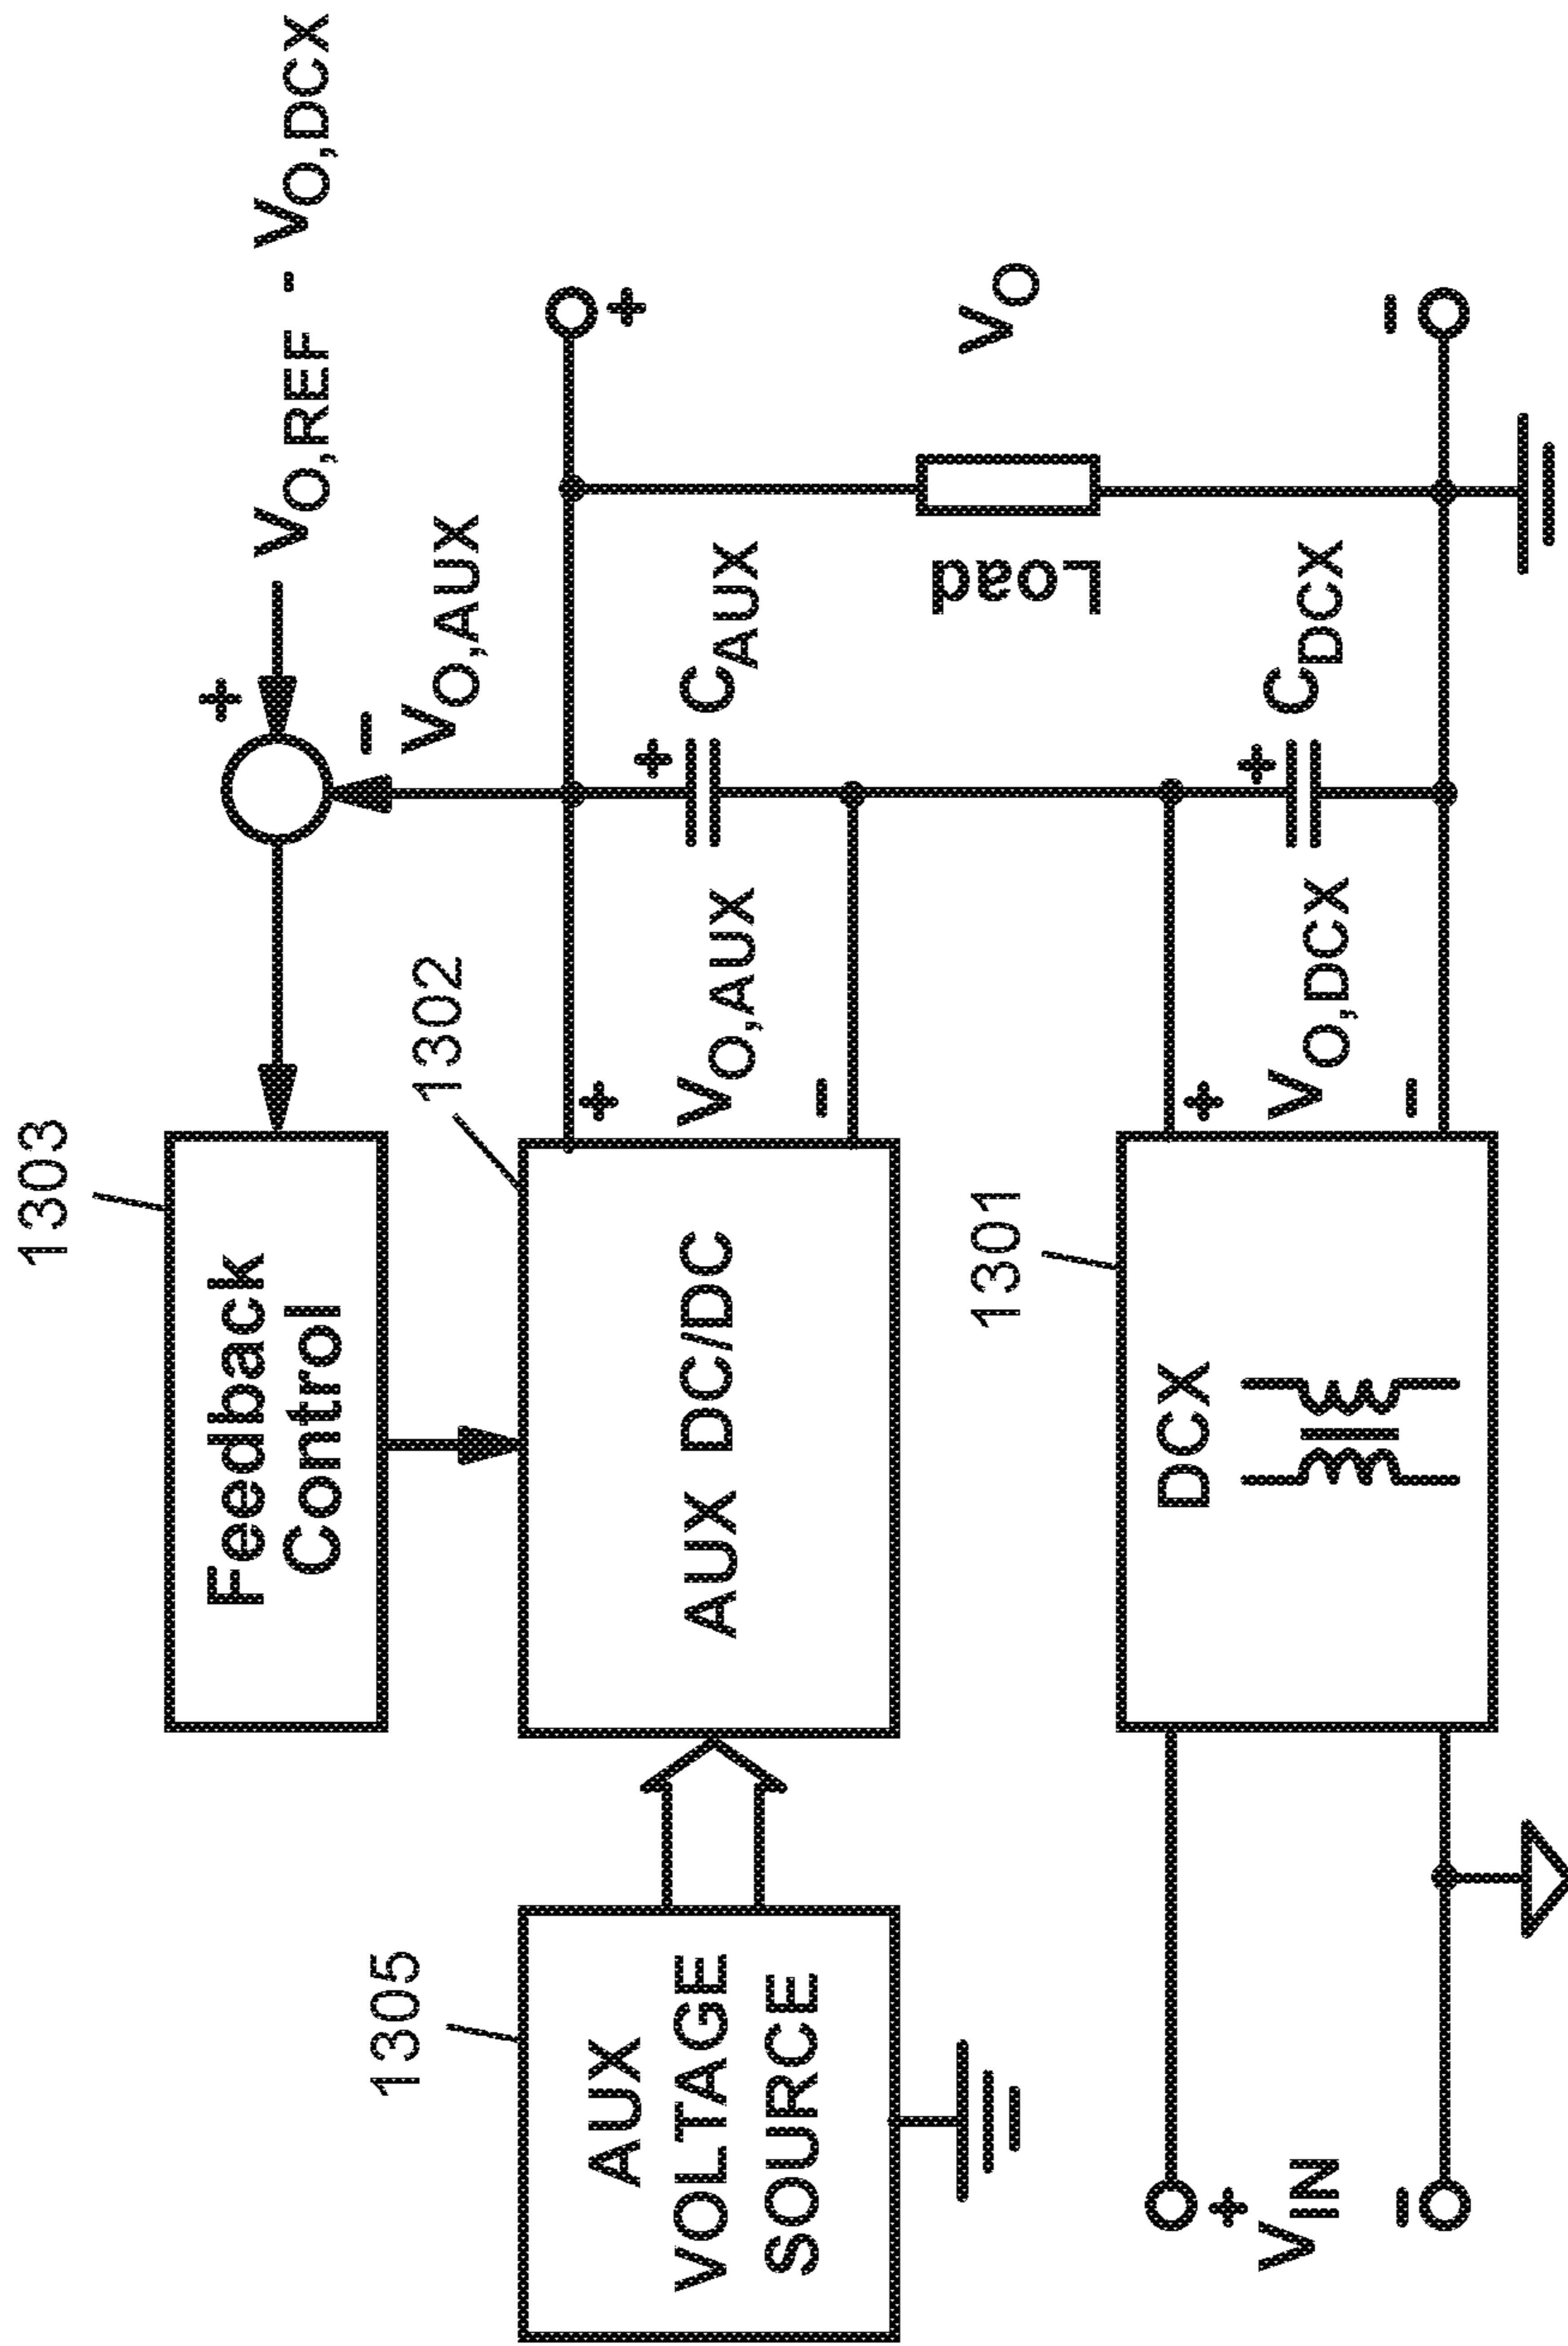 1303
Feedback
Control
V_O,REF - V_O,DCX
+
-
V_O,AUX
1305
AUX
VOLTAGE
SOURCE
1302
AUX DC/DC
+
V_O,AUX
-
+
C_AUX
+
V_O
-
Load
1301
DCX
+
V_IN
-
+
V_O,DCX
-
+
C_DCX